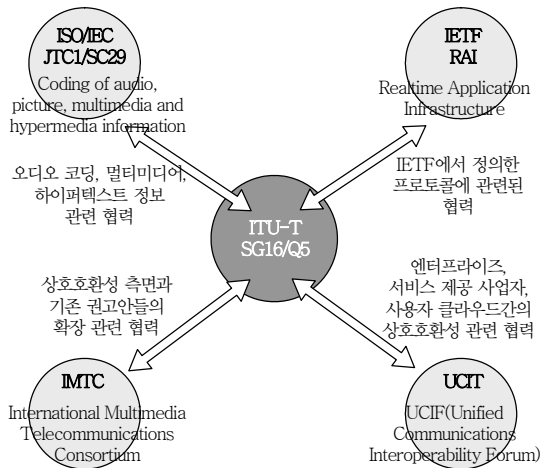 ISO/IEC
JTC1/SC29
Coding of audio,
picture, multimedia and
hypermedia information
IETF
RAI
Realtime Application
Infrastructure
오디오 코딩, 멀티미디어,
하이퍼텍스트 정보
관련 협력
IETF에서 정의한
프로토콜에 관련된
협력
ITU-T
SG16/Q5
상호호환성 측면과
기존 권고안들의
확장 관련 협력
엔터프라이즈,
서비스 제공 사업자,
사용자 클라우드간의
상호호환성 관련 협력
IMTC
International Multimedia
Telecommunications
Consortium
UCIT
UCIF(Unified
Communications
Interoperability Forum)